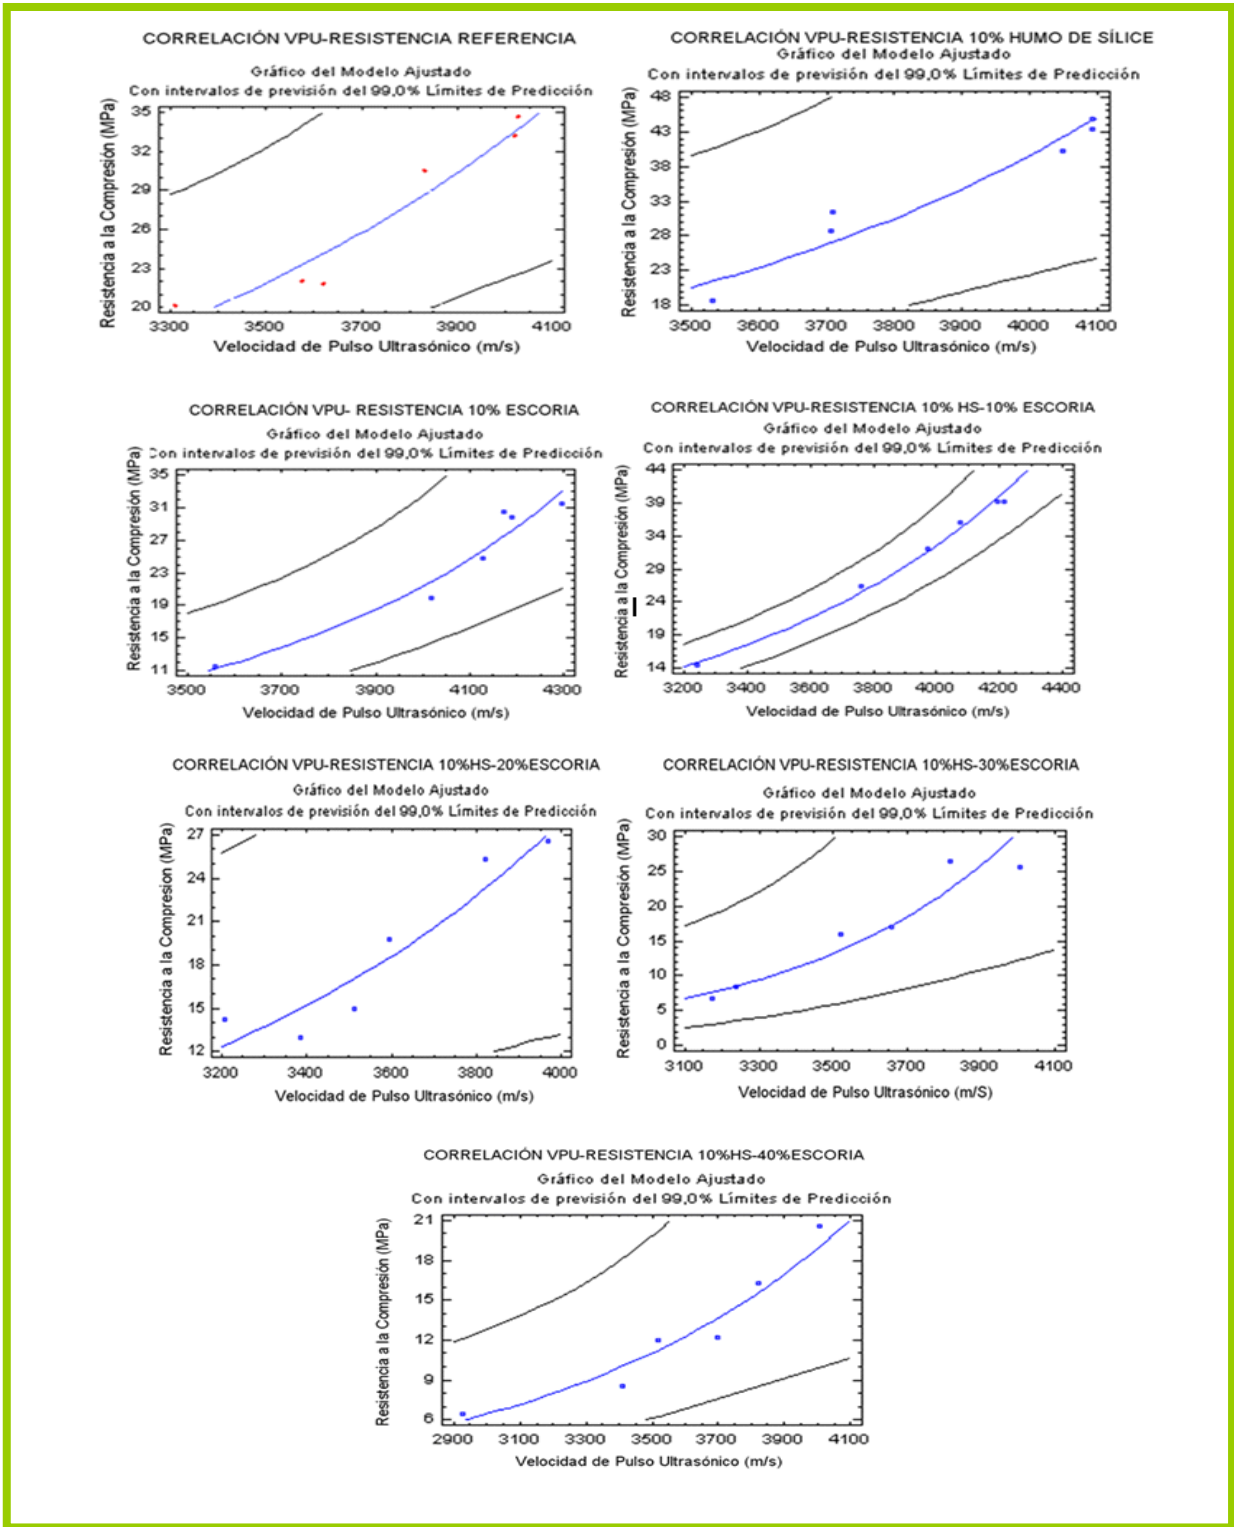 CORRELACIÓN VPU-RESISTENCIA REFERENCIA
Gráfico del Modelo Ajustado
Con intervalos de previsión del 99,0% Límites de Predicción
Resistencia a la Compresión (MPa)
35
32
29
26
23
20
3300 3500 3700 3900 4100
Velocidad de Pulso Ultrasónico (m/s)
CORRELACIÓN VPU-RESISTENCIA 10% HUMO DE SÍLICE
Gráfico del Modelo Ajustado
Con intervalos de previsión del 99,0% Límites de Predicción
Resistencia a la Compresión (MPa)
48
43
38
33
28
23
18
3500 3600 3700 3800 3900 4000 4100
Velocidad de Pulso Ultrasónico (m/s)
CORRELACIÓN VPU- RESISTENCIA 10% ESCORIA
Gráfico del Modelo Ajustado
Con intervalos de previsión del 99,0% Límites de Predicción
Resistencia a la Compresión (MPa)
35
31
27
23
19
15
11
3500 3700 3900 4100 4300
Velocidad de Pulso Ultrasónico (m/s)
CORRELACIÓN VPU-RESISTENCIA 10% HS-10% ESCORIA
Gráfico del Modelo Ajustado
Con intervalos de previsión del 99,0% Límites de Predicción
Resistencia a la Compresión (MPa)
44
39
34
29
24
19
14
3200 3400 3600 3800 4000 4200 4400
Velocidad de Pulso Ultrasónico (m/s)
CORRELACIÓN VPU-RESISTENCIA 10%HS-20%ESCORIA
Gráfico del Modelo Ajustado
Con intervalos de previsión del 99,0% Límites de Predicción
Resistencia a la Compresion (MPa)
27
24
21
18
15
12
3200 3400 3600 3800 4000
Velocidad de Pulso Ultrasónico (m/s)
CORRELACIÓN VPU-RESISTENCIA 10%HS-30%ESCORIA
Gráfico del Modelo Ajustado
Con intervalos de previsión del 99,0% Límites de Predicción
Resistencia a la Compresión (MPa)
30
25
20
15
10
5
0
3100 3300 3500 3700 3900 4100
Velocidad de Pulso Ultrasónico (m/S)
CORRELACIÓN VPU-RESISTENCIA 10%HS-40%ESCORIA
Gráfico del Modelo Ajustado
Con intervalos de previsión del 99,0% Límites de Predicción
Resistencia a la Compresión (MPa)
21
18
15
12
9
6
2900 3100 3300 3500 3700 3900 4100
Velocidad de Pulso Ultrasónico (m/s)